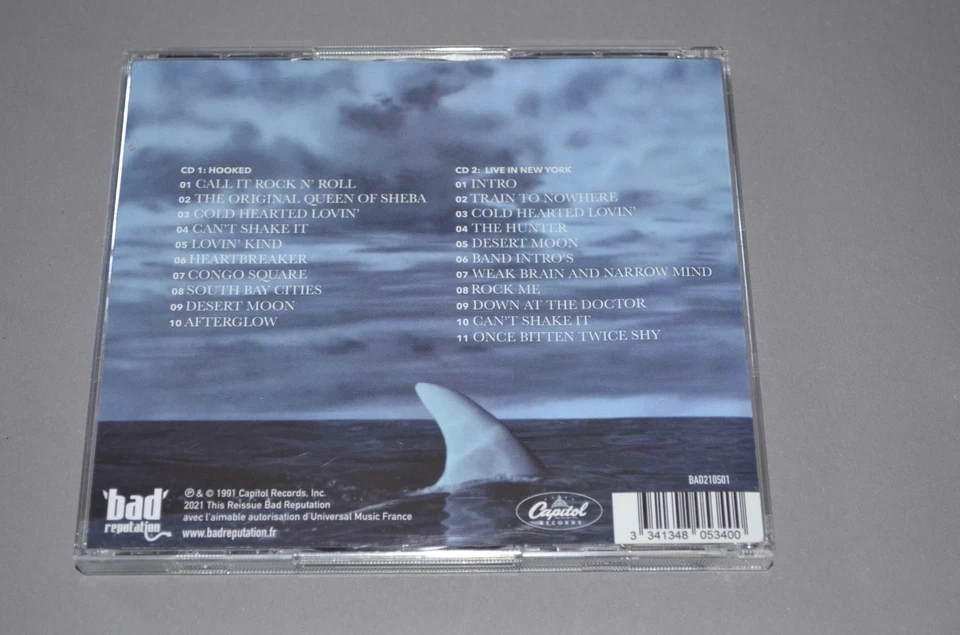 CD 1: HOOKED
01 CALL IT ROCK N' ROLL
02 THE ORIGINAL QUEEN OF SHEBA
03 COLD HEARTED LOVIN'
04 CAN'T SHAKE IT
05 LOVIN' KIND
06 HEARTBREAKER
07 CONGO SQUARE
08 SOUTH BAY CITIES
09 DESERT MOON
10 AFTERGLOW
CD 2: LIVE IN NEW YORK
01 INTRO
02 TRAIN TO NOWHERE
03 COLD HEARTED LOVIN'
04 THE HUNTER
05 DESERT MOON
06 BAND INTRO'S
07 WEAK BRAIN AND NARROW MIND
08 ROCK ME
09 DOWN AT THE DOCTOR
10 CAN'T SHAKE IT
11 ONCE BITTEN TWICE SHY
'bad'
reputation
℗ & © 1991 Capitol Records, Inc.
2021 This Reissue Bad Reputation
avec l'aimable autorisation d'Universal Music France
www.badreputation.fr
Capitol
RECORDS
BAD210501
3 341348 053400